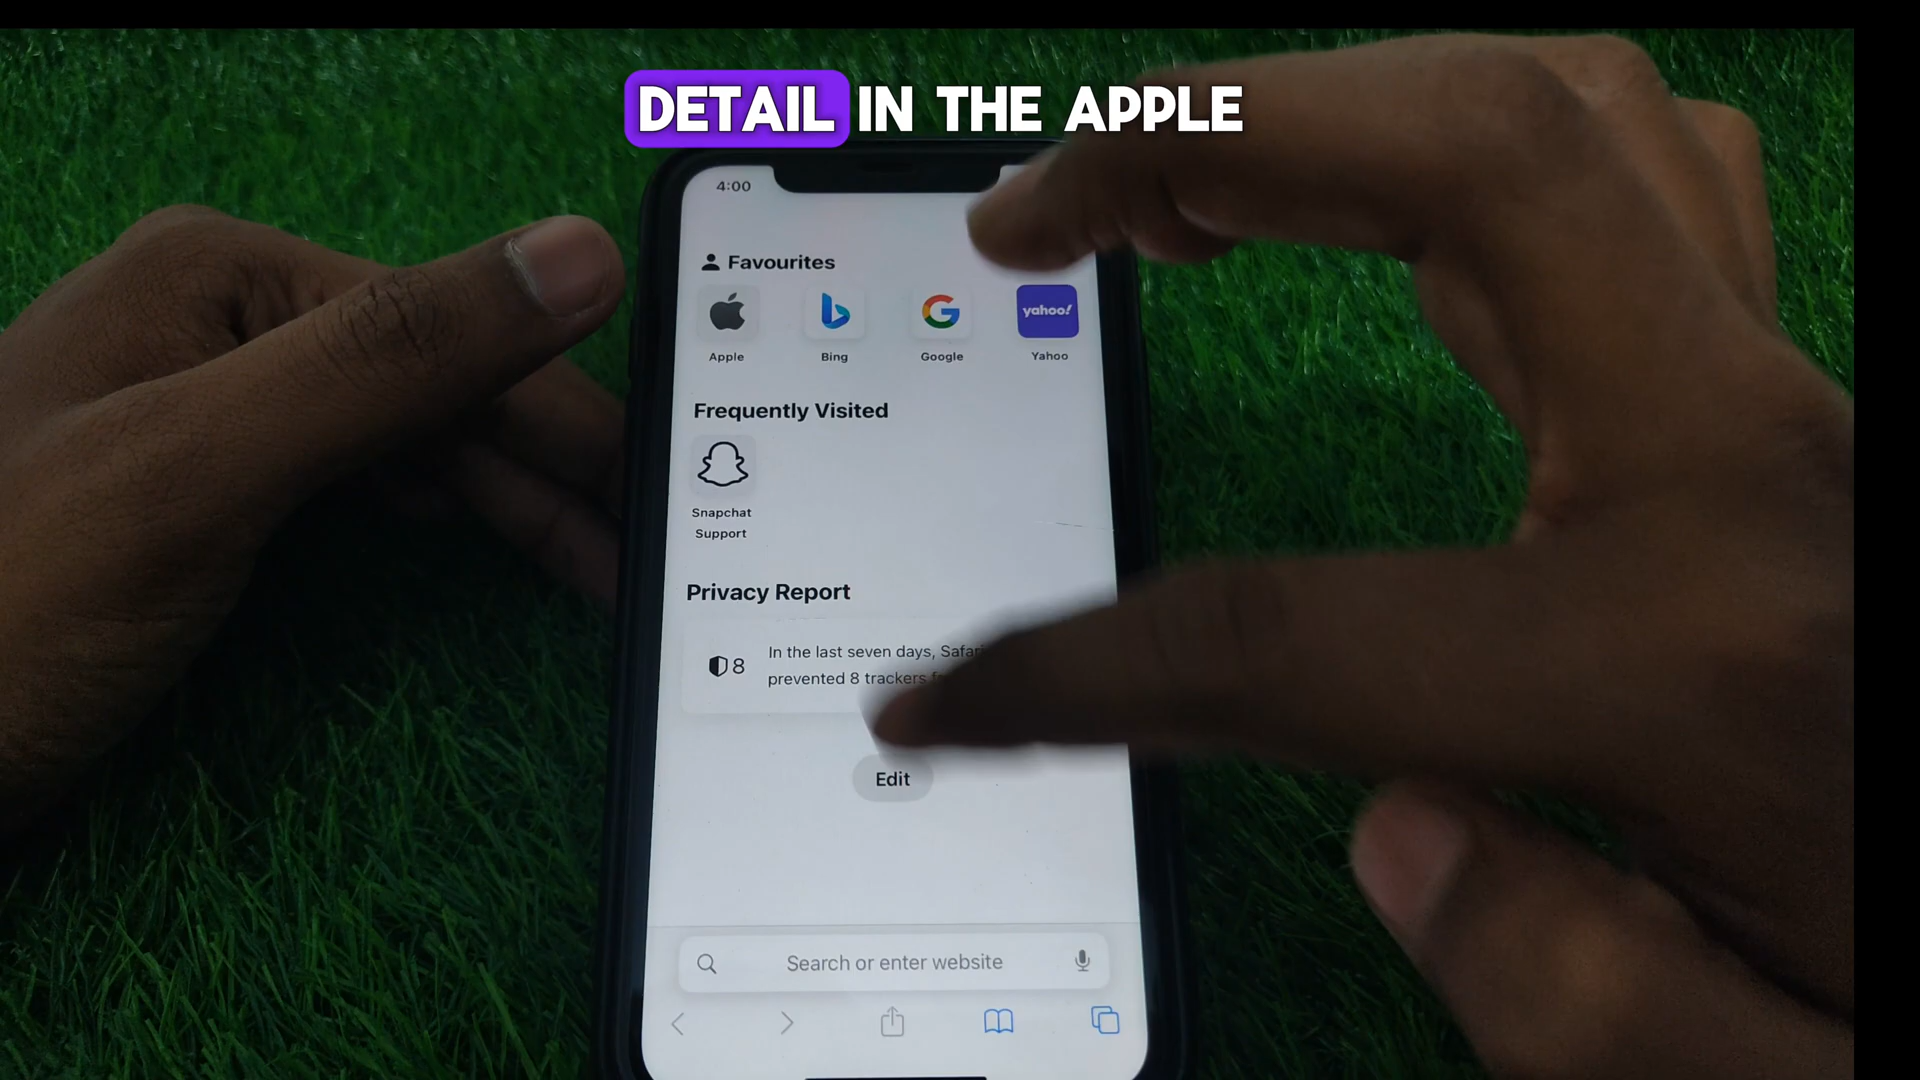 DETAIL IN THE APPLE
4:00
Favourites
yahoo!
Apple
Bing
Google
Yahoo
Frequently Visited
Snapchat
Support
Privacy Report
8
In the last seven days, Safari
prevented 8 trackers
Edit
Search or enter website